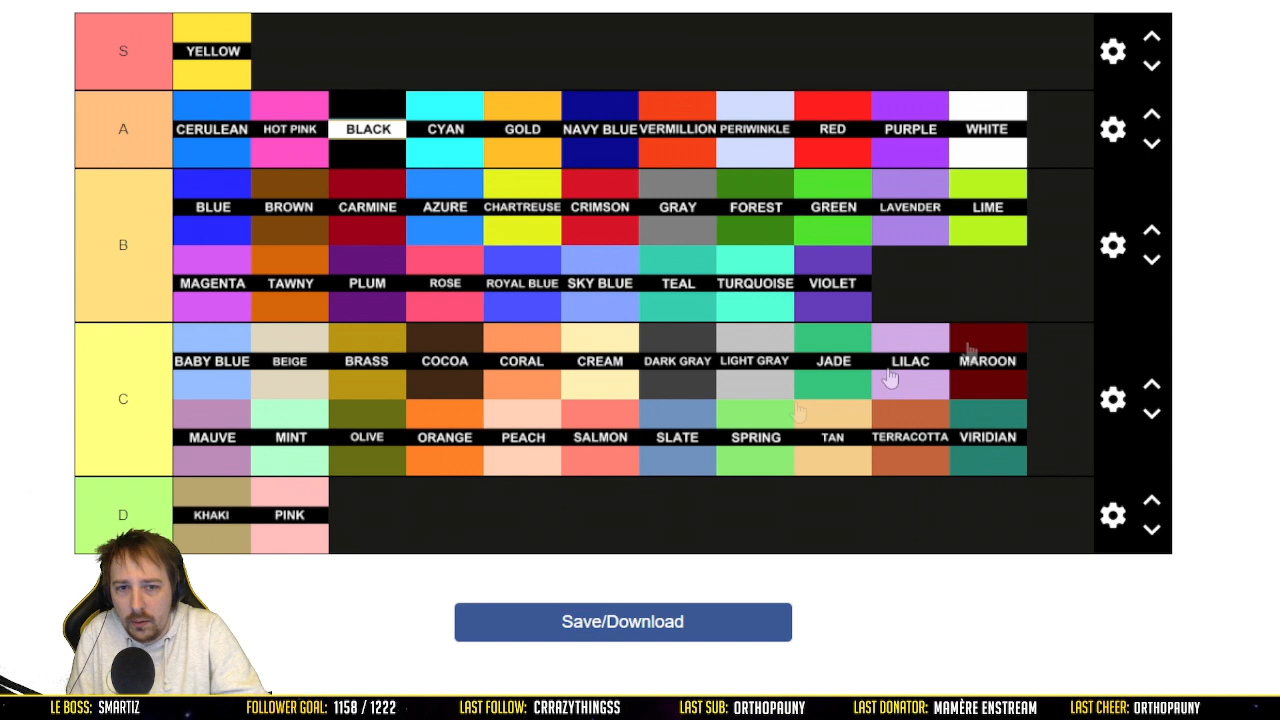 S
YELLOW
A
CERULEAN HOT PINK BLACK CYAN GOLD NAVY BLUE VERMILLION PERIWINKLE RED PURPLE WHITE
B
BLUE BROWN CARMINE AZURE CHARTREUSE CRIMSON GRAY FOREST GREEN LAVENDER LIME
MAGENTA TAWNY PLUM ROSE ROYAL BLUE SKY BLUE TEAL TURQUOISE VIOLET
C
BABY BLUE BEIGE BRASS COCOA CORAL CREAM DARK GRAY LIGHT GRAY JADE LILAC MAROON
MAUVE MINT OLIVE ORANGE PEACH SALMON SLATE SPRING TAN TERRACOTTA VIRIDIAN
D
KHAKI PINK
Save/Download
LE BOSS: SMARTIZ FOLLOWER GOAL: 1158 / 1222 LAST FOLLOW: CRRAZYTHINGSS LAST SUB: ORTHOPAUNY LAST DONATOR: MAMÈRE ENSTREAM LAST CHEER: ORTHOPAUNY